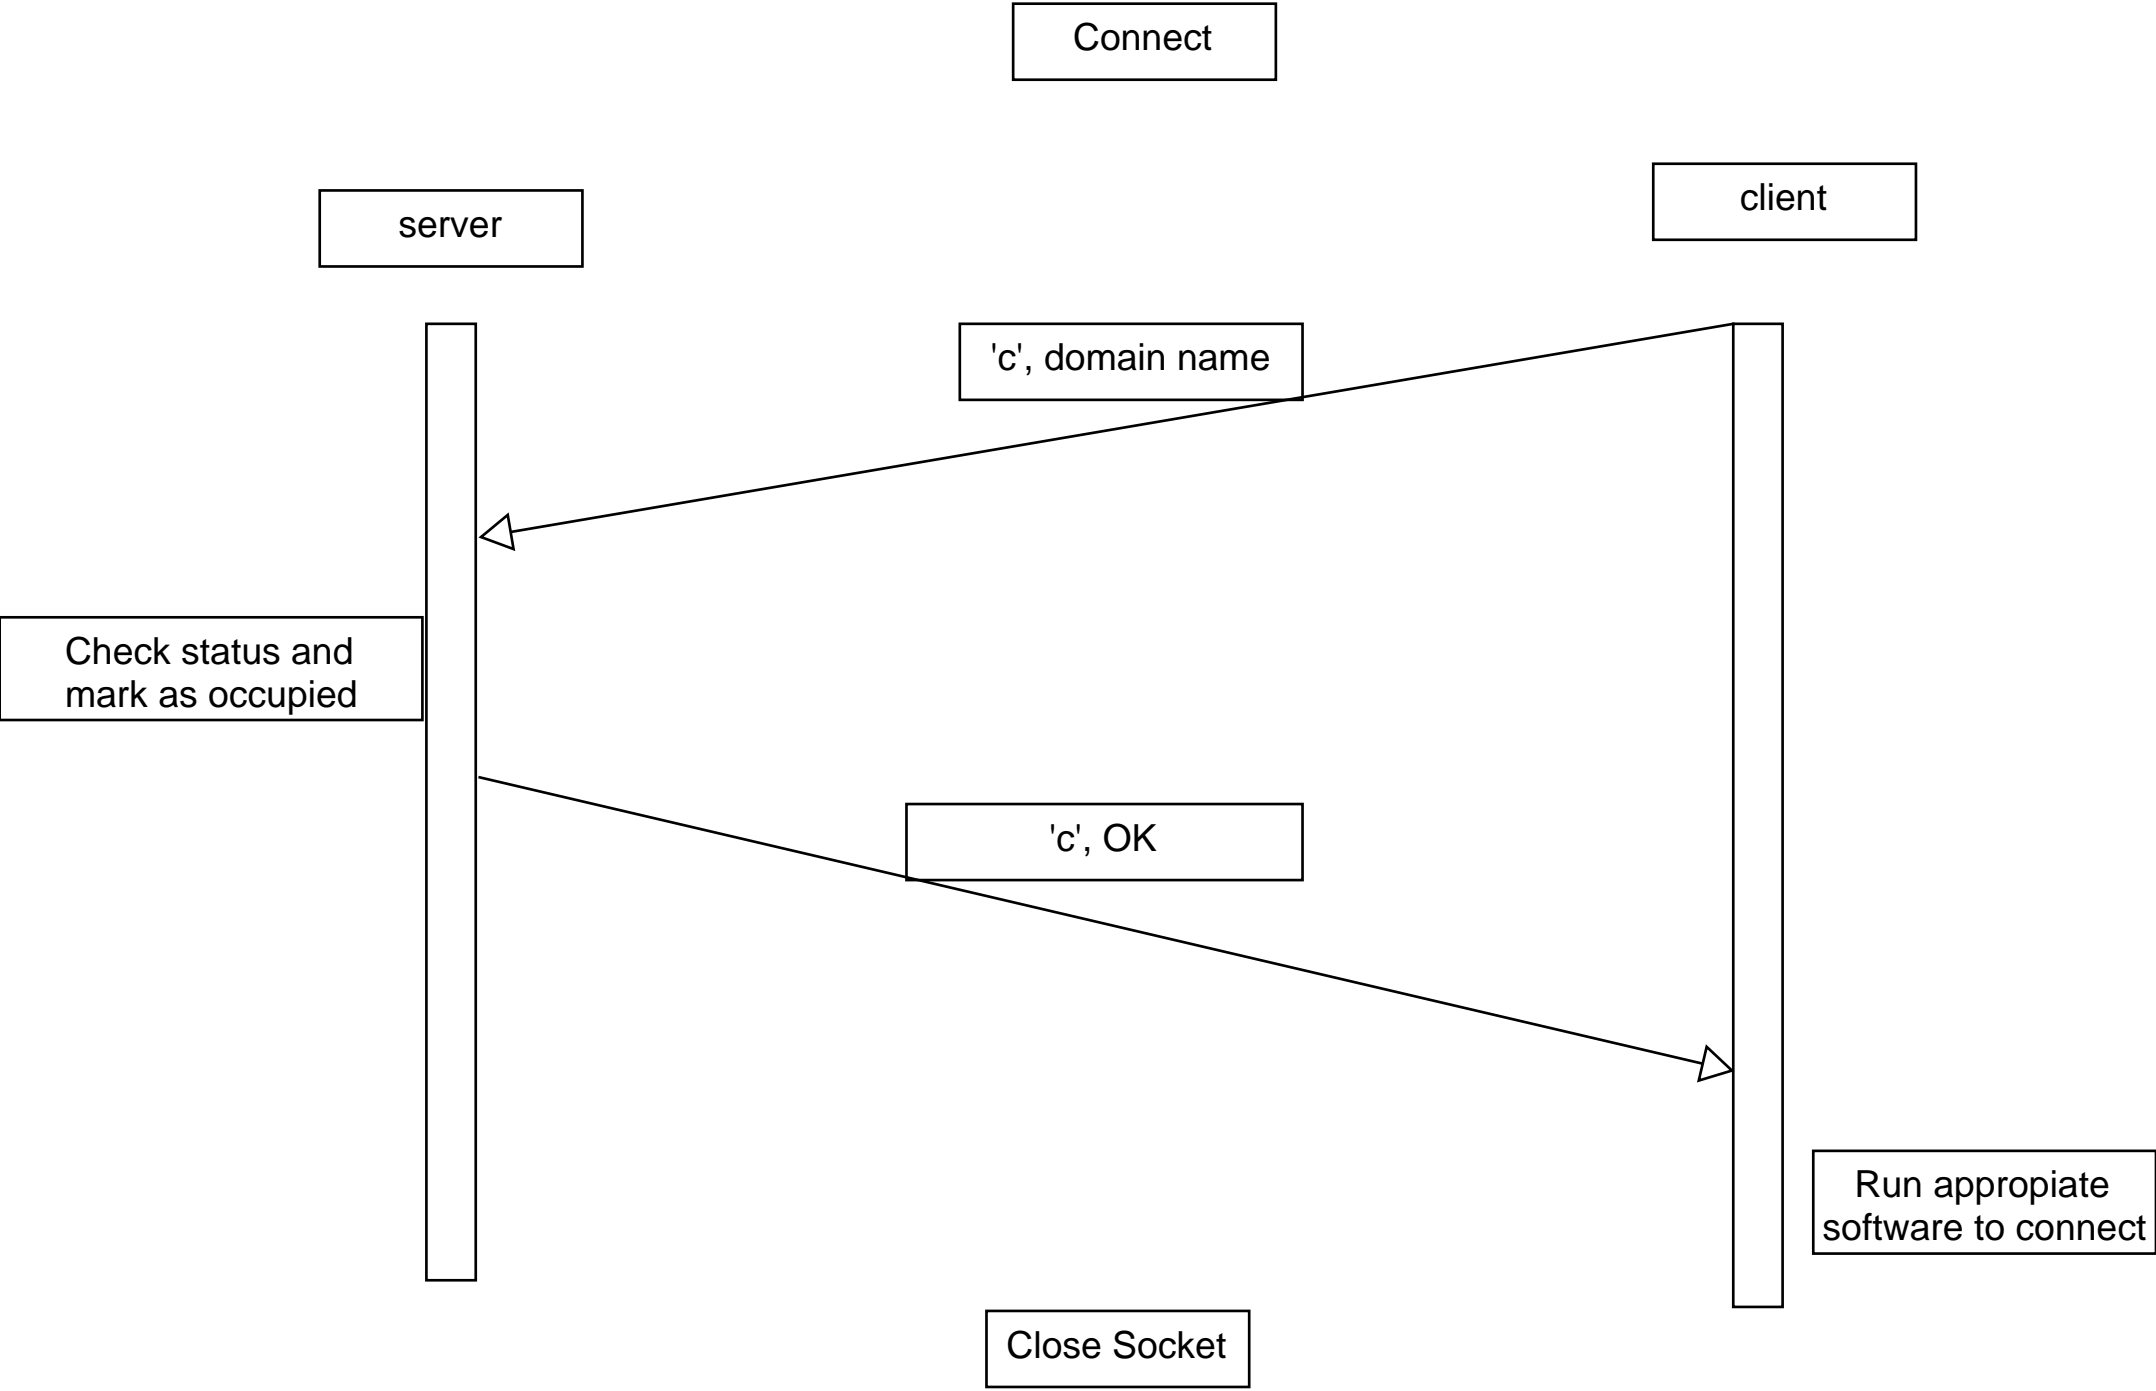 Connect
client
server
'c', domain name
Check status and
mark as occupied
'c', OK
Run appropiate
software to connect
Close Socket